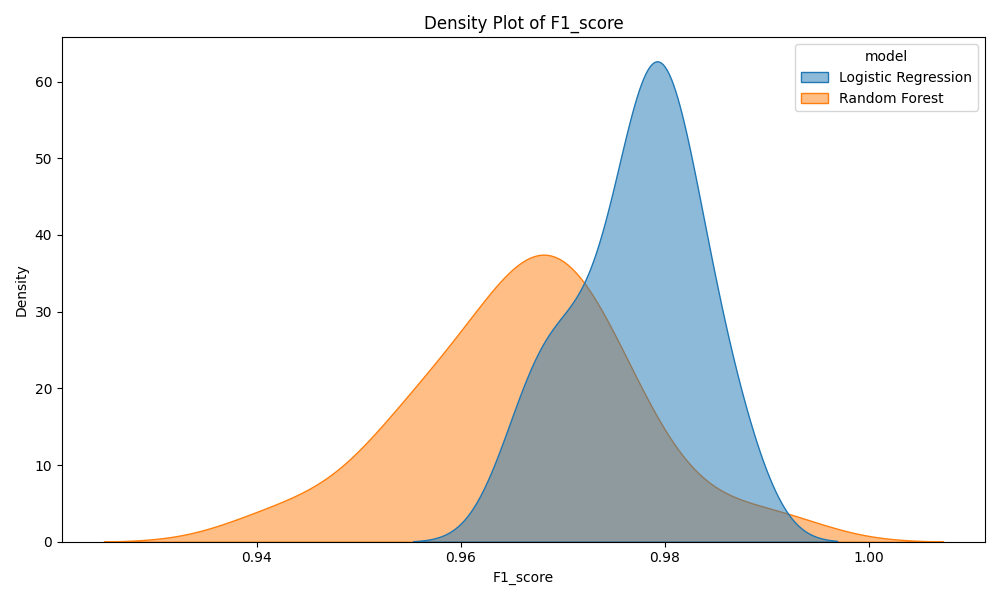 Density Plot of F1_score
model
Logistic Regression
Random Forest
Density
60
50
40
30
20
10
0
0.94
0.96
0.98
1.00
F1_score